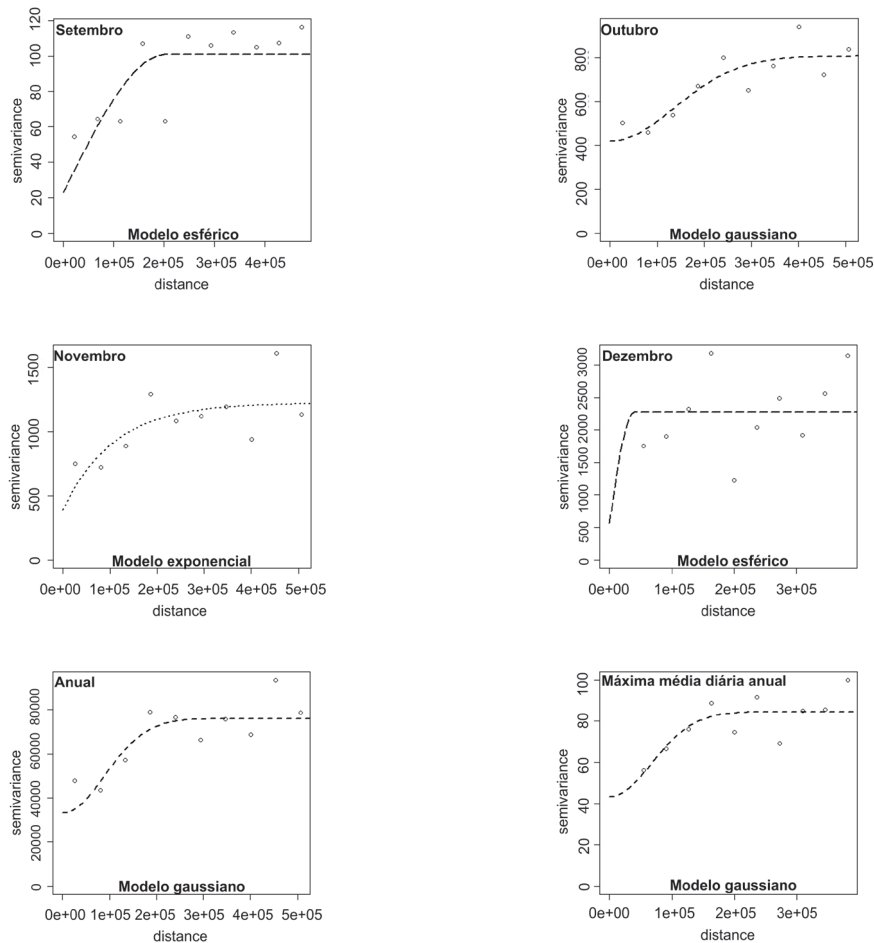 Setembro
semivariance
0 20 40 60 80 100 120
Modelo esférico
0e+00 1e+05 2e+05 3e+05 4e+05
distance
Outubro
semivariance
0 200 400 600 800
Modelo gaussiano
0e+00 1e+05 2e+05 3e+05 4e+05 5e+05
distance
Novembro
semivariance
0 500 1000 1500
Modelo exponencial
0e+00 1e+05 2e+05 3e+05 4e+05 5e+05
distance
Dezembro
semivariance
0 500 1000 1500 2000 2500 3000
Modelo esférico
0e+00 1e+05 2e+05 3e+05
distance
Anual
semivariance
0 20000 40000 60000 80000
Modelo gaussiano
0e+00 1e+05 2e+05 3e+05 4e+05 5e+05
distance
Máxima média diária anual
semivariance
0 20 40 60 80 100
Modelo gaussiano
0e+00 1e+05 2e+05 3e+05
distance